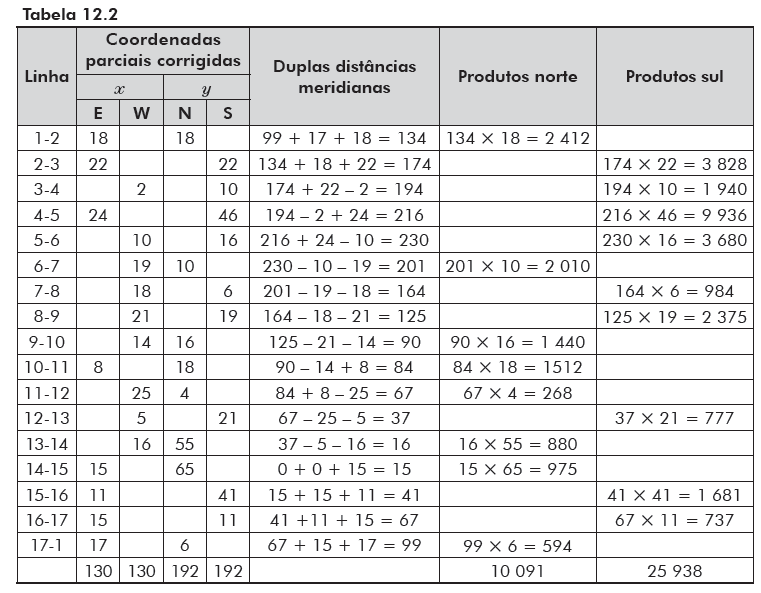 Tabela 12.2
Linha Coordenadas parciais corrigidas Duplas distâncias meridianas Produtos norte Produtos sul
x y
E W N S
1-2 18 18 99 + 17 + 18 = 134 134 × 18 = 2 412
2-3 22 22 134 + 18 + 22 = 174 174 × 22 = 3 828
3-4 2 10 174 + 22 – 2 = 194 194 × 10 = 1 940
4-5 24 46 194 – 2 + 24 = 216 216 × 46 = 9 936
5-6 10 16 216 + 24 – 10 = 230 230 × 16 = 3 680
6-7 19 10 230 – 10 – 19 = 201 201 × 10 = 2 010
7-8 18 6 201 – 19 – 18 = 164 164 × 6 = 984
8-9 21 19 164 – 18 – 21 = 125 125 × 19 = 2 375
9-10 14 16 125 – 21 – 14 = 90 90 × 16 = 1 440
10-11 8 18 90 – 14 + 8 = 84 84 × 18 = 1512
11-12 25 4 84 + 8 – 25 = 67 67 × 4 = 268
12-13 5 21 67 – 25 – 5 = 37 37 × 21 = 777
13-14 16 55 37 – 5 – 16 = 16 16 × 55 = 880
14-15 15 65 0 + 0 + 15 = 15 15 × 65 = 975
15-16 11 41 15 + 15 + 11 = 41 41 × 41 = 1 681
16-17 15 11 41 +11 + 15 = 67 67 × 11 = 737
17-1 17 6 67 + 15 + 17 = 99 99 × 6 = 594
130 130 192 192 10 091 25 938